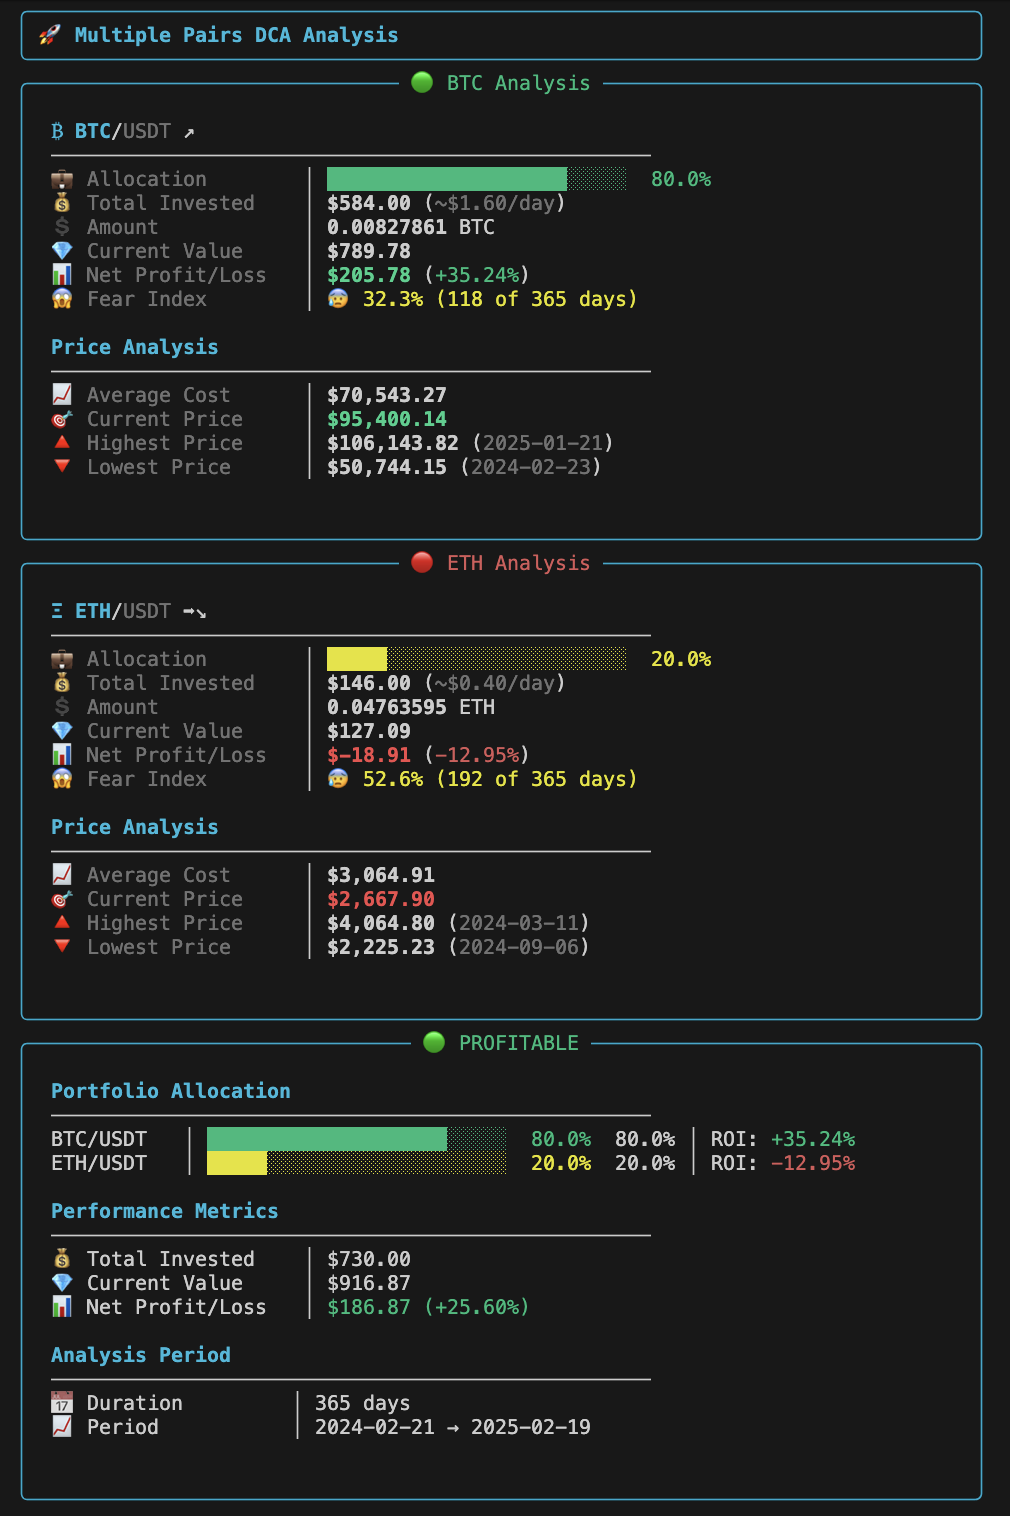 🚀 Multiple Pairs DCA Analysis
🟢 BTC Analysis
₿ BTC/USDT ↗
💼 Allocation 80.0%
💰 Total Invested $584.00 (~$1.60/day)
💲 Amount 0.00827861 BTC
💎 Current Value $789.78
📊 Net Profit/Loss $205.78 (+35.24%)
😱 Fear Index 😰 32.3% (118 of 365 days)
Price Analysis
📈 Average Cost $70,543.27
🎯 Current Price $95,400.14
🔺 Highest Price $106,143.82 (2025-01-21)
🔻 Lowest Price $50,744.15 (2024-02-23)
🔴 ETH Analysis
Ξ ETH/USDT ➡↘
💼 Allocation 20.0%
💰 Total Invested $146.00 (~$0.40/day)
💲 Amount 0.04763595 ETH
💎 Current Value $127.09
📊 Net Profit/Loss $-18.91 (-12.95%)
😱 Fear Index 😰 52.6% (192 of 365 days)
Price Analysis
📈 Average Cost $3,064.91
🎯 Current Price $2,667.90
🔺 Highest Price $4,064.80 (2024-03-11)
🔻 Lowest Price $2,225.23 (2024-09-06)
🟢 PROFITABLE
Portfolio Allocation
BTC/USDT 80.0% 80.0% ROI: +35.24%
ETH/USDT 20.0% 20.0% ROI: -12.95%
Performance Metrics
💰 Total Invested $730.00
💎 Current Value $916.87
📊 Net Profit/Loss $186.87 (+25.60%)
Analysis Period
📅 Duration 365 days
📈 Period 2024-02-21 → 2025-02-19